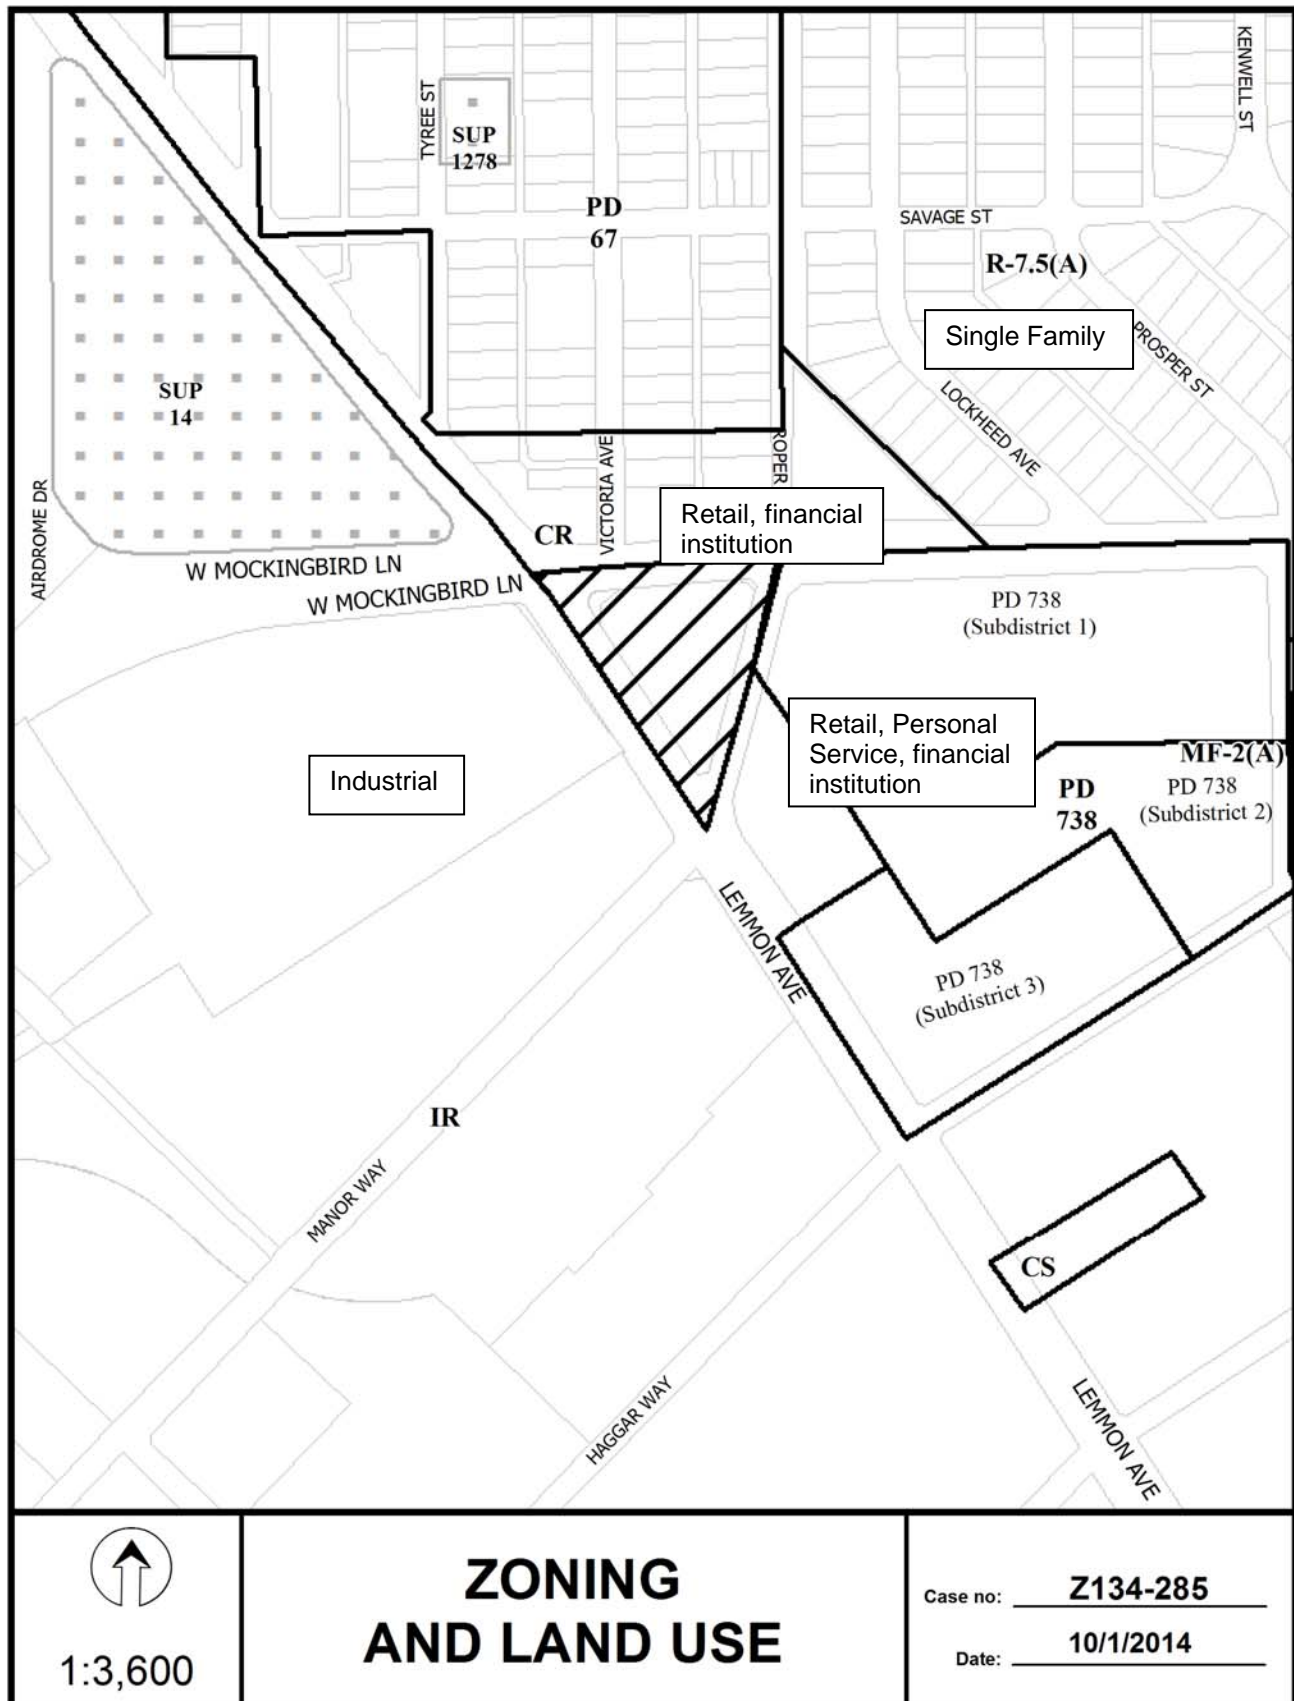 KENWELL ST
TYREE ST
SUP
1278
PD
67
SAVAGE ST
R-7.5(A)
Single Family
PROSPER ST
LOCKHEED AVE
SUP
14
AIRDROME DR
VICTORIA AVE
ROPER
Retail, financial
institution
CR
W MOCKINGBIRD LN
W MOCKINGBIRD LN
PD 738
(Subdistrict 1)
Retail, Personal
Service, financial
institution
Industrial
MF-2(A)
PD
738
PD 738
(Subdistrict 2)
LEMMON AVE
PD 738
(Subdistrict 3)
IR
MANOR WAY
CS
HAGGAR WAY
LEMMON AVE
1:3,600
ZONING
AND LAND USE
Case no: Z134-285
Date: 10/1/2014